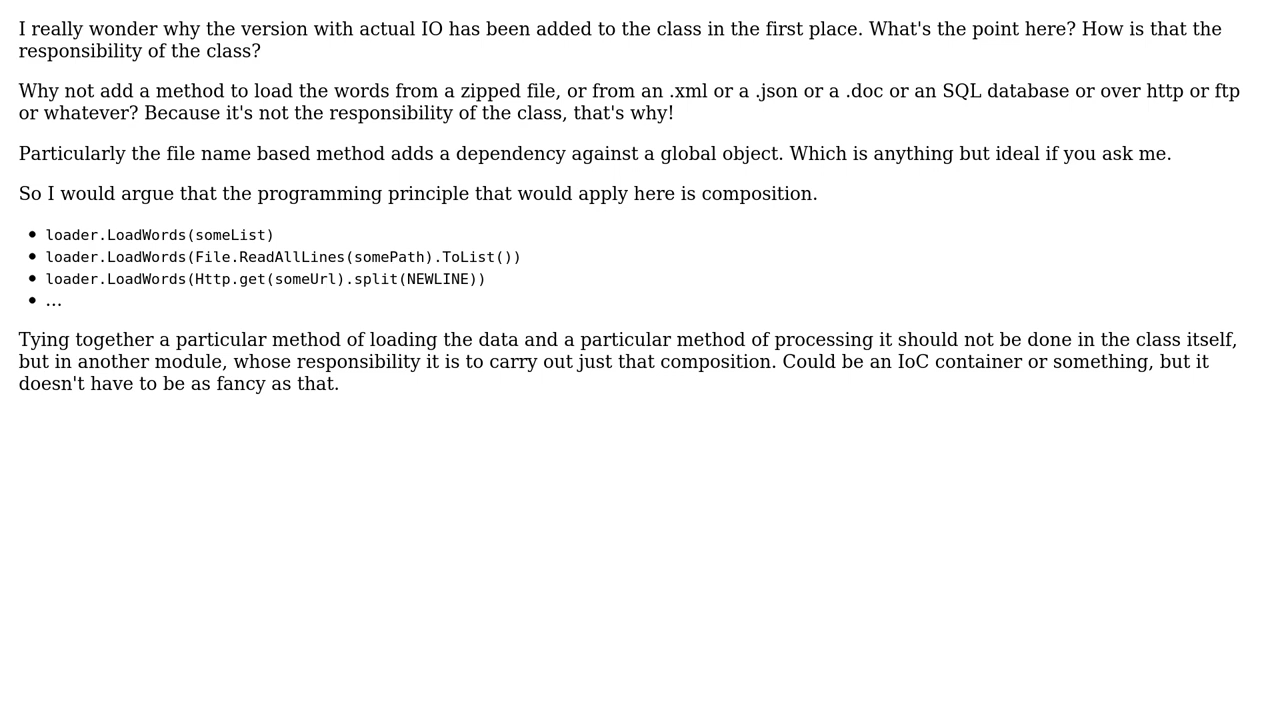 I really wonder why the version with actual IO has been added to the class in the first place. What's the point here? How is that the
responsibility of the class?
Why not add a method to load the words from a zipped file, or from an .xml or a .json or a .doc or an SQL database or over http or ftp
or whatever? Because it's not the responsibility of the class, that's why!
Particularly the file name based method adds a dependency against a global object. Which is anything but ideal if you ask me.
So I would argue that the programming principle that would apply here is composition.
• loader.LoadWords(someList)
• loader.LoadWords(File.ReadAllLines(somePath).ToList())
• loader.LoadWords(Http.get(someUrl).split(NEWLINE))
• ...
Tying together a particular method of loading the data and a particular method of processing it should not be done in the class itself,
but in another module, whose responsibility it is to carry out just that composition. Could be an IoC container or something, but it
doesn't have to be as fancy as that.